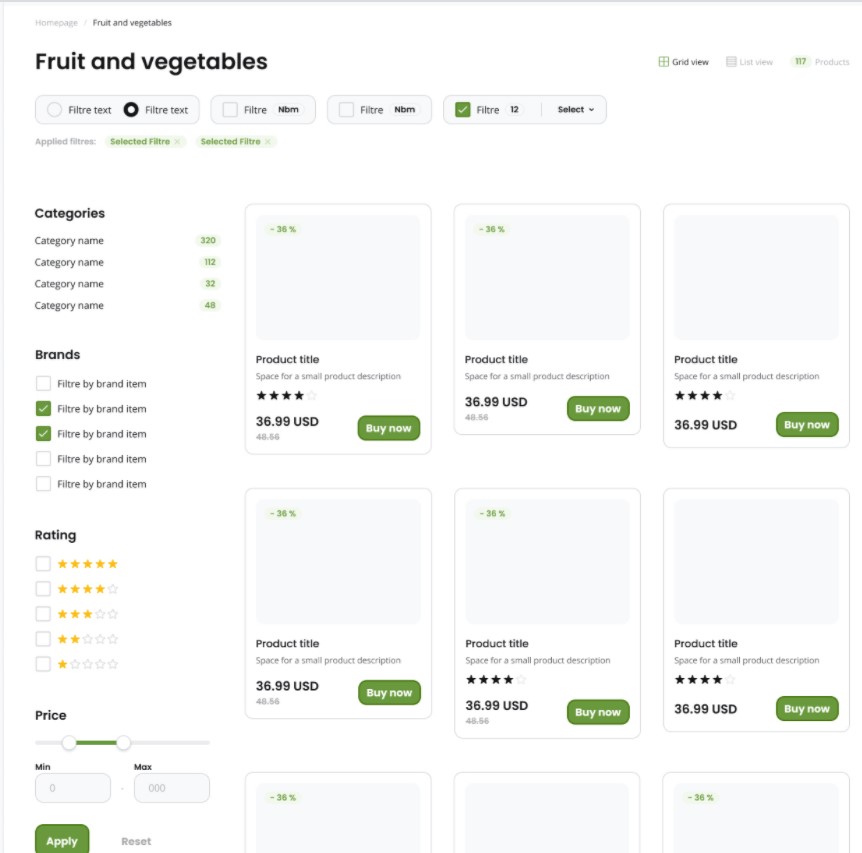 Homepage / Fruit and vegetables
Fruit and vegetables
Grid view List view 117 Products
Filtre text Filtre text Filtre Nbm Filtre Nbm Filtre 12 Select
Applied filtres: Selected Filtre × Selected Filtre ×
Categories
Category name 320
Category name 112
Category name 32
Category name 48
Brands
Filtre by brand item
Filtre by brand item
Filtre by brand item
Filtre by brand item
Filtre by brand item
Rating
Price
Min Max
0 - 000
Apply Reset
- 36 %
Product title
Space for a small product description
36.99 USD
48.56
Buy now
- 36 %
Product title
Space for a small product description
36.99 USD
48.56
Buy now
Product title
Space for a small product description
36.99 USD
Buy now
- 36 %
Product title
Space for a small product description
36.99 USD
48.56
Buy now
- 36 %
Product title
Space for a small product description
36.99 USD
48.56
Buy now
Product title
Space for a small product description
36.99 USD
Buy now
- 36 %
- 36 %